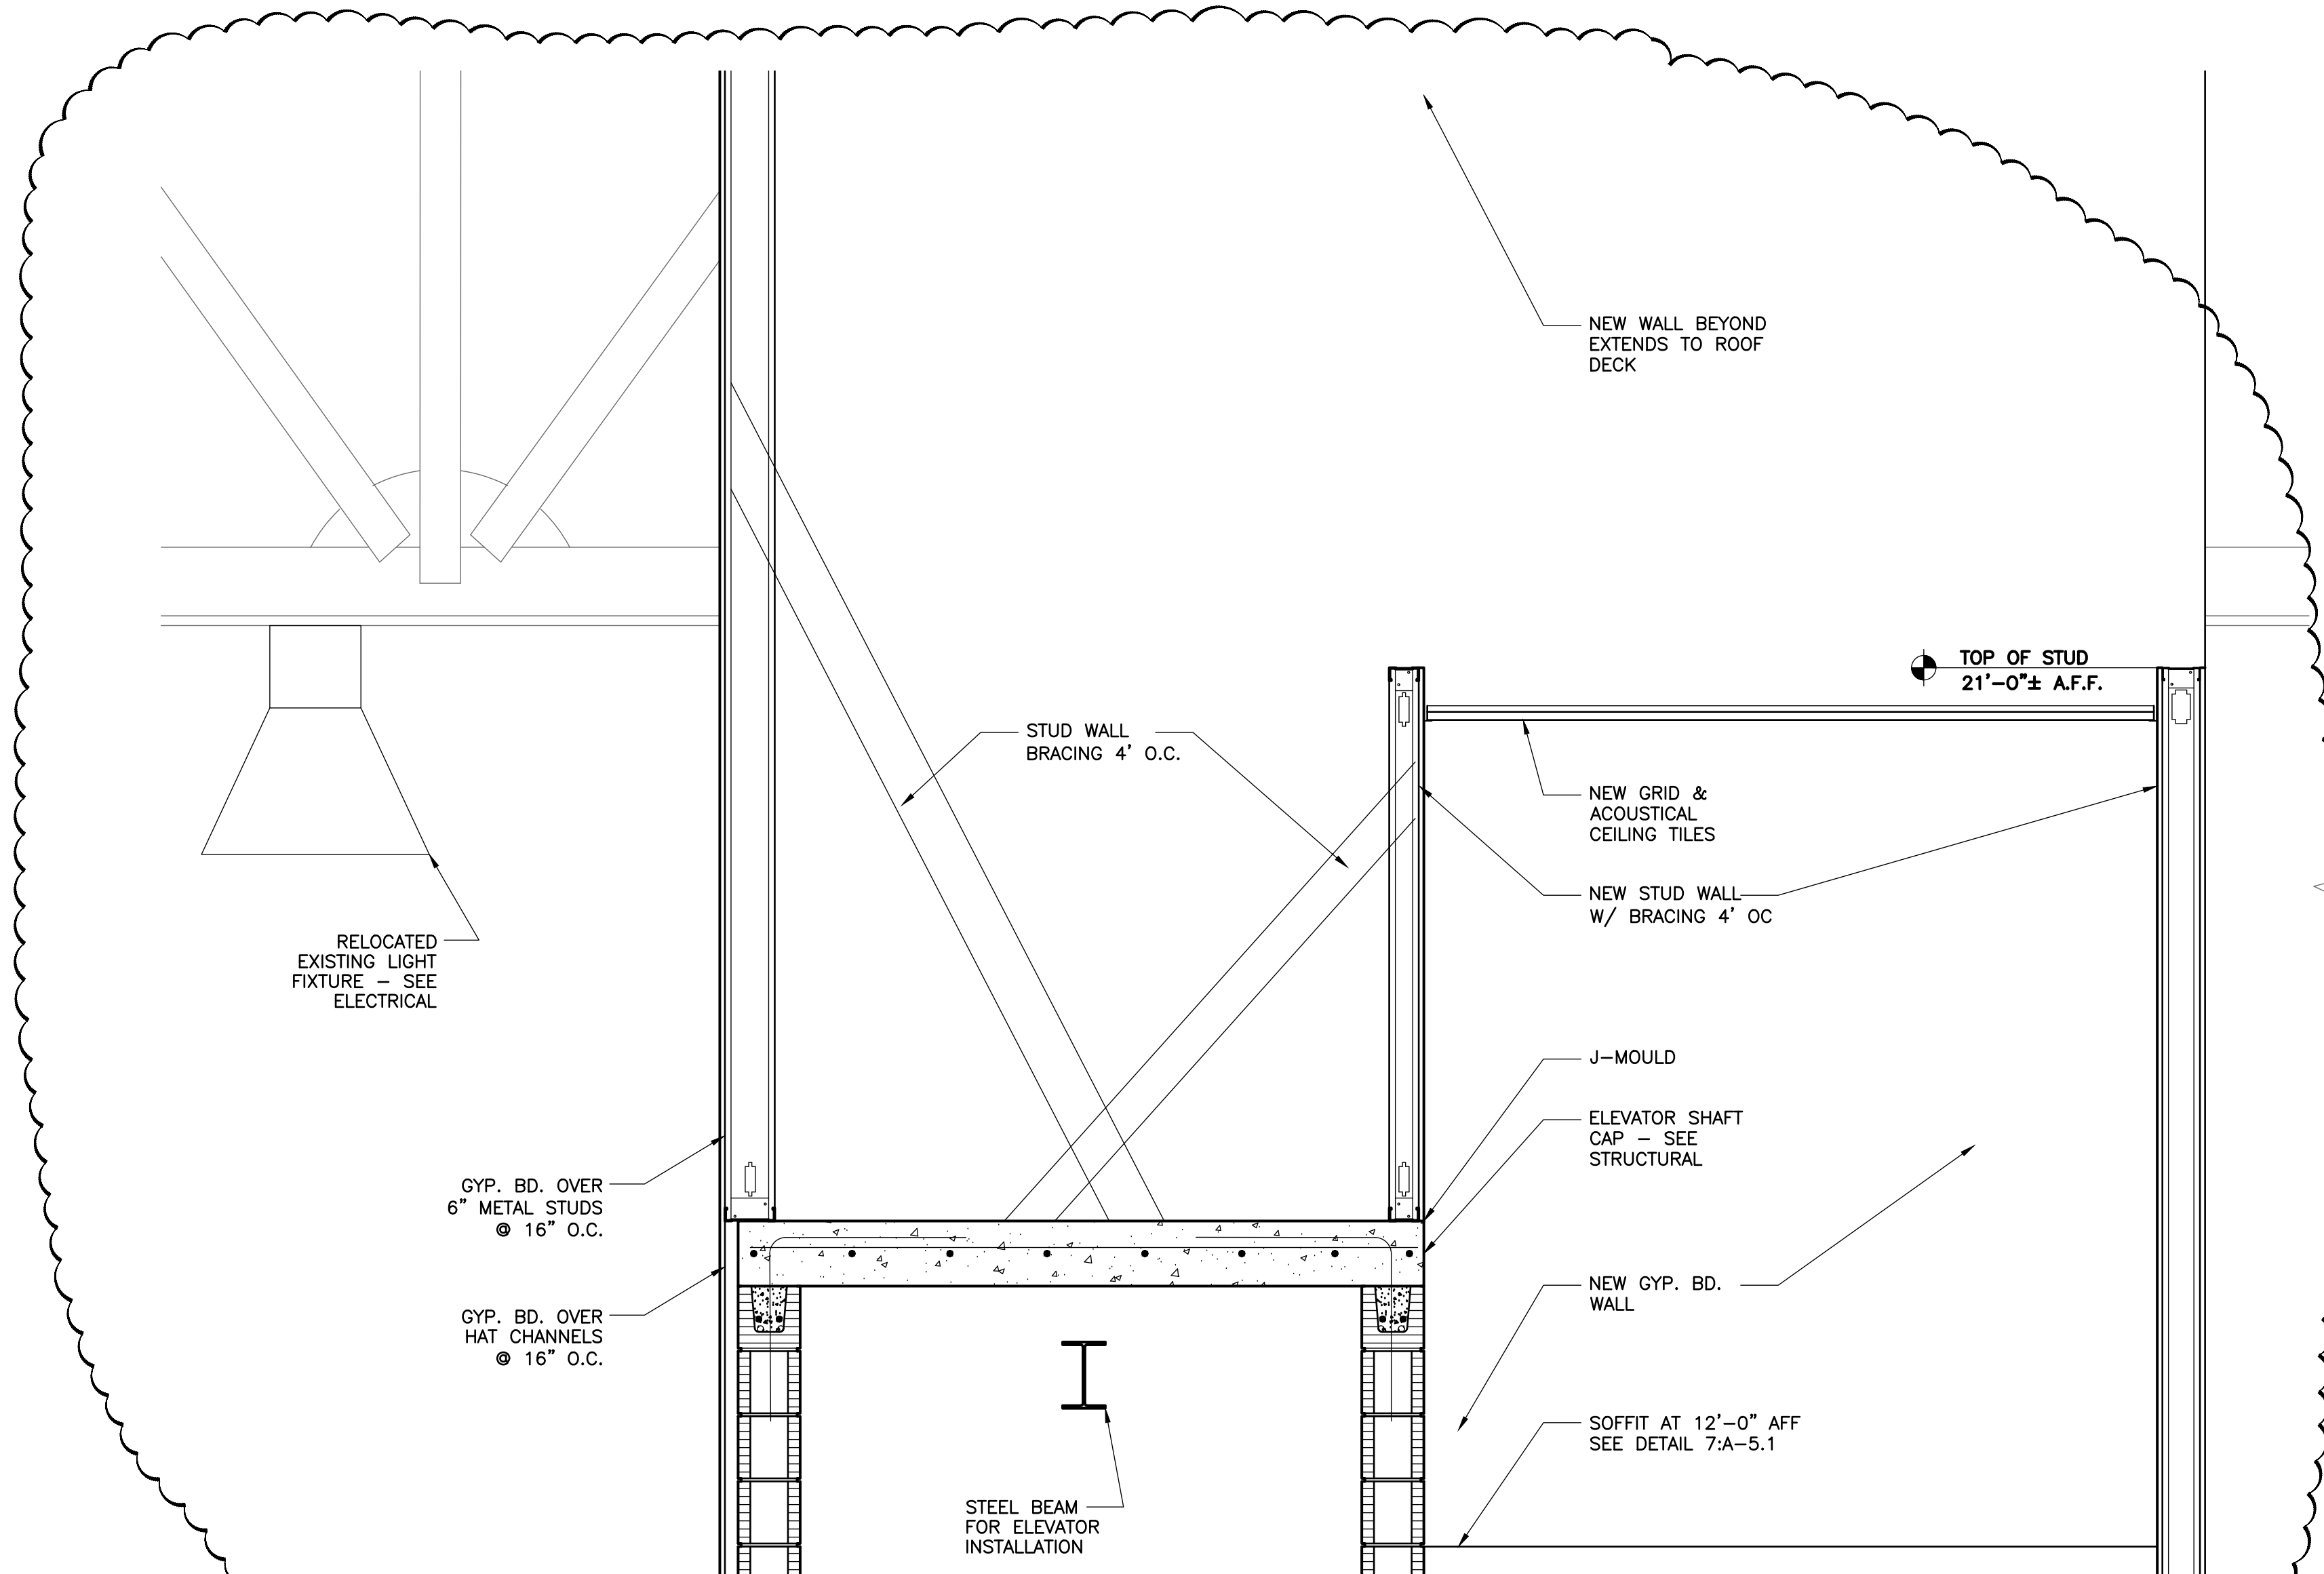 NEW WALL BEYOND
EXTENDS TO ROOF
DECK
TOP OF STUD
21'-0"± A.F.F.
STUD WALL
BRACING 4' O.C.
NEW GRID &
ACOUSTICAL
CEILING TILES
NEW STUD WALL
W/ BRACING 4' OC
RELOCATED
EXISTING LIGHT
FIXTURE - SEE
ELECTRICAL
J-MOULD
ELEVATOR SHAFT
CAP - SEE
STRUCTURAL
GYP. BD. OVER
6" METAL STUDS
@ 16" O.C.
NEW GYP. BD.
WALL
GYP. BD. OVER
HAT CHANNELS
@ 16" O.C.
SOFFIT AT 12'-0" AFF
SEE DETAIL 7:A-5.1
STEEL BEAM
FOR ELEVATOR
INSTALLATION